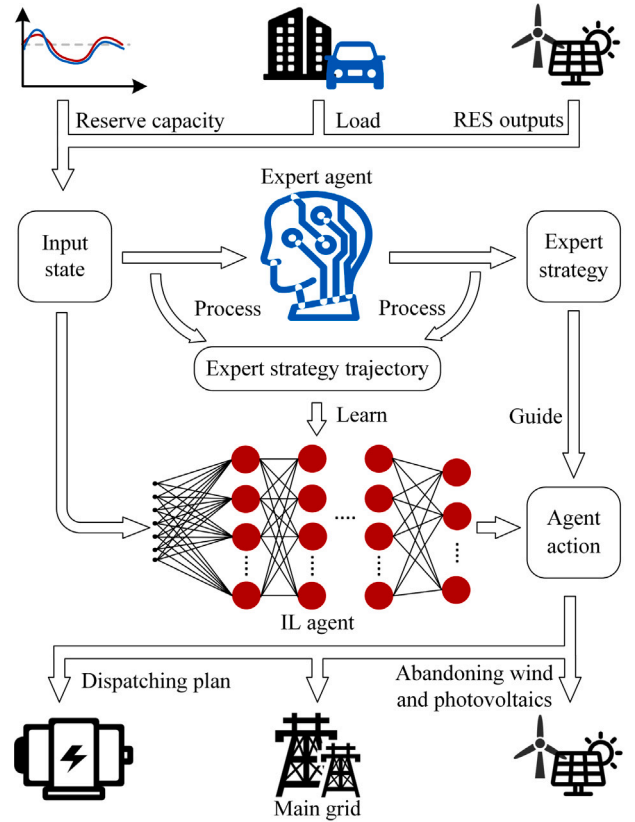 Reserve capacity
Load
RES outputs
Expert agent
Input
state
Expert
strategy
Process
Process
Expert strategy trajectory
Learn
Guide
Agent
action
IL agent
Dispatching plan
Abandoning wind
and photovoltaics
Main grid